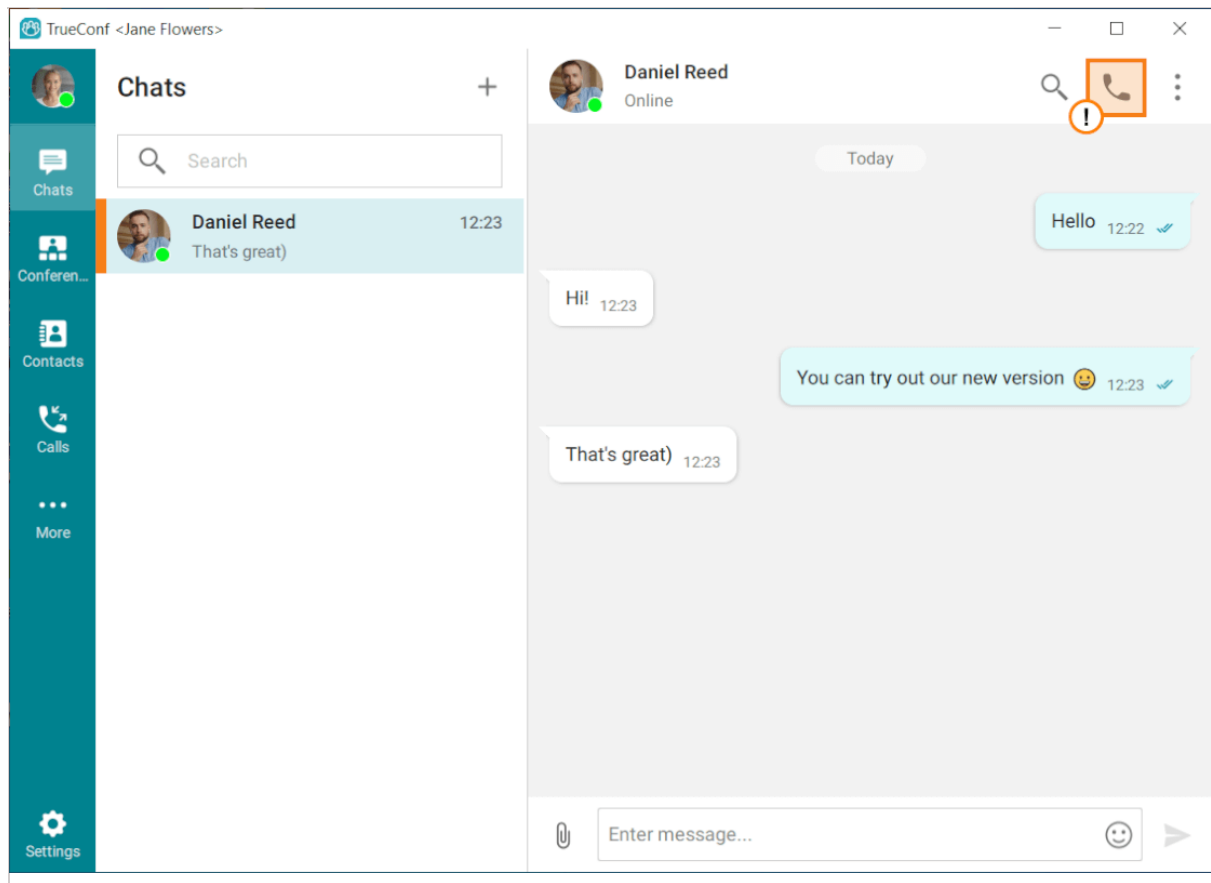 TrueConf <Jane Flowers>
Chats
Conferen...
Contacts
Calls
More
Settings
Chats
Search
Daniel Reed 12:23
That's great)
Daniel Reed
Online
!
Today
Hello 12:22
Hi! 12:23
You can try out our new version 😀 12:23
That's great) 12:23
Enter message...